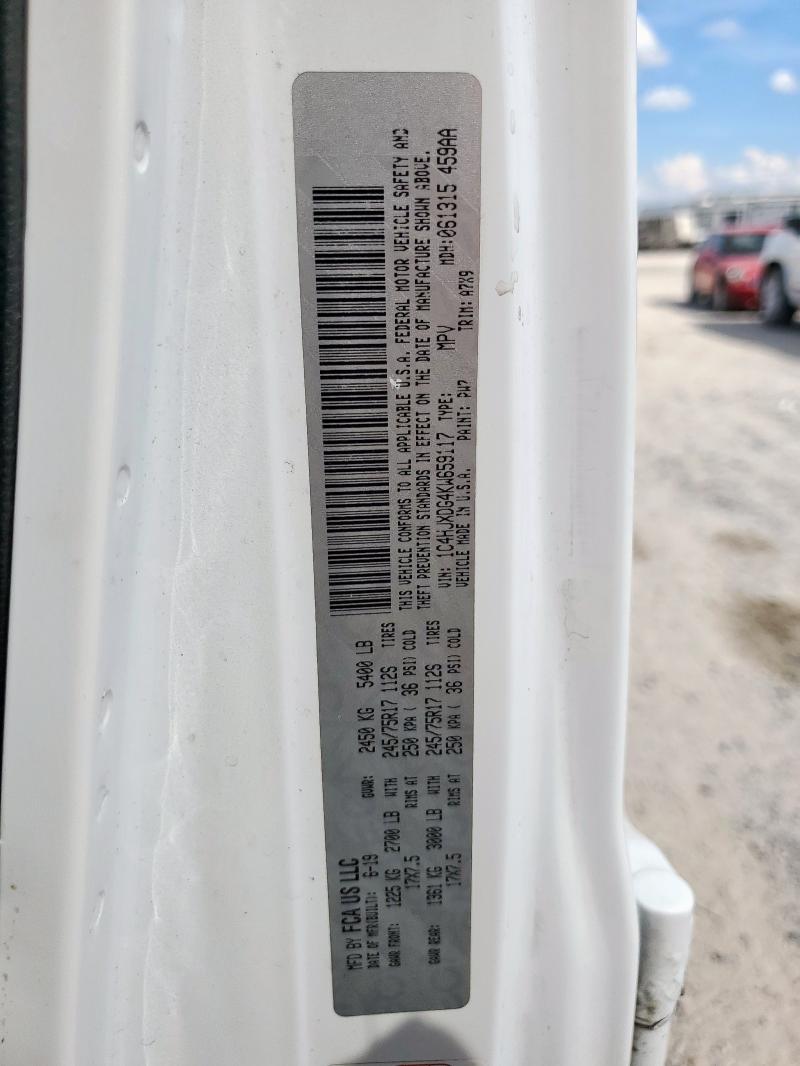 MFD BY FCA US LLC
DATE OF MFR(BUILT): 6-19 GVWR: 2450 KG 5400 LB
GAWR FRONT: 1225 KG 2700 LB WITH 245/75R17 112S TIRES
17X7.5 RIMS AT 250 KPA ( 36 PSI) COLD
GAWR REAR: 1361 KG 3000 LB WITH 245/75R17 112S TIRES
17X7.5 RIMS AT 250 KPA ( 36 PSI) COLD
THIS VEHICLE CONFORMS TO ALL APPLICABLE U.S.A. FEDERAL MOTOR VEHICLE SAFETY AND
THEFT PREVENTION STANDARDS IN EFFECT ON THE DATE OF MANUFACTURE SHOWN ABOVE.
VIN: 1C4HJXDG4KW659117 TYPE: MPV MDH:061315 459AA
VEHICLE MADE IN U.S.A. PAINT: PW7 TRIM: A7X9